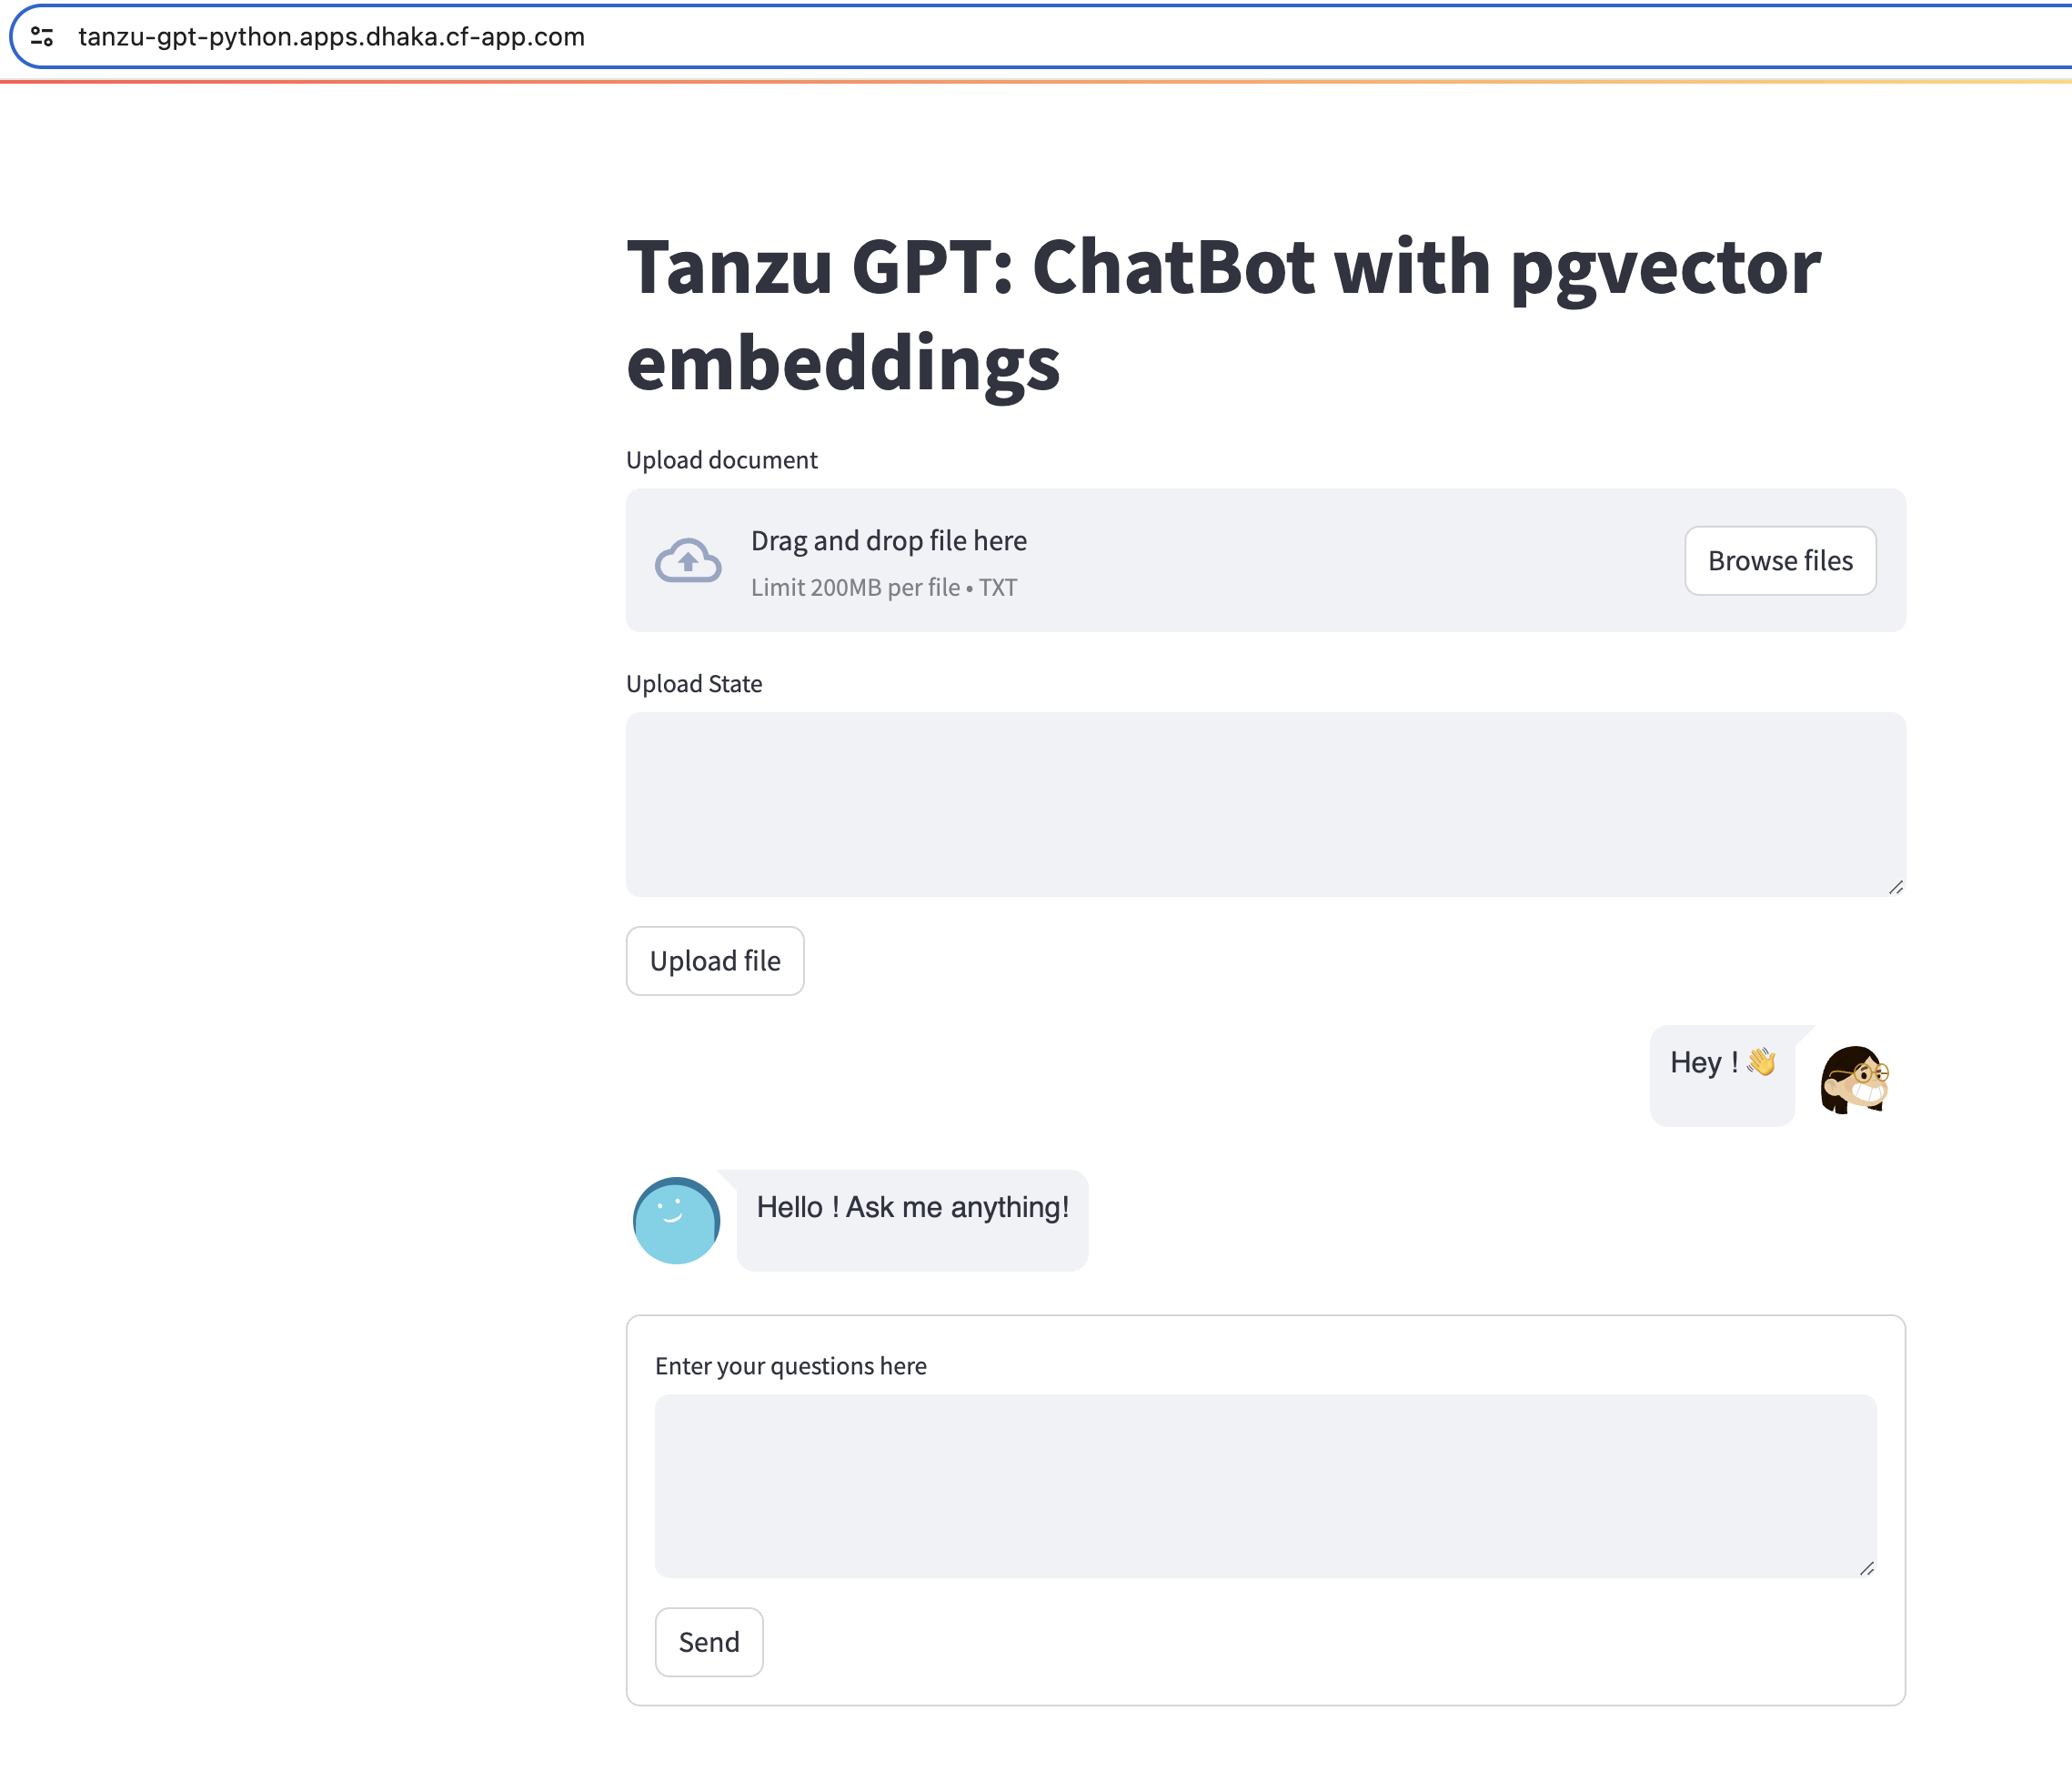 tanzu-gpt-python.apps.dhaka.cf-app.com
Tanzu GPT: ChatBot with pgvector
embeddings
Upload document
Drag and drop file here
Limit 200MB per file • TXT
Browse files
Upload State
Upload file
Hey ! 👋
Hello ! Ask me anything!
Enter your questions here
Send